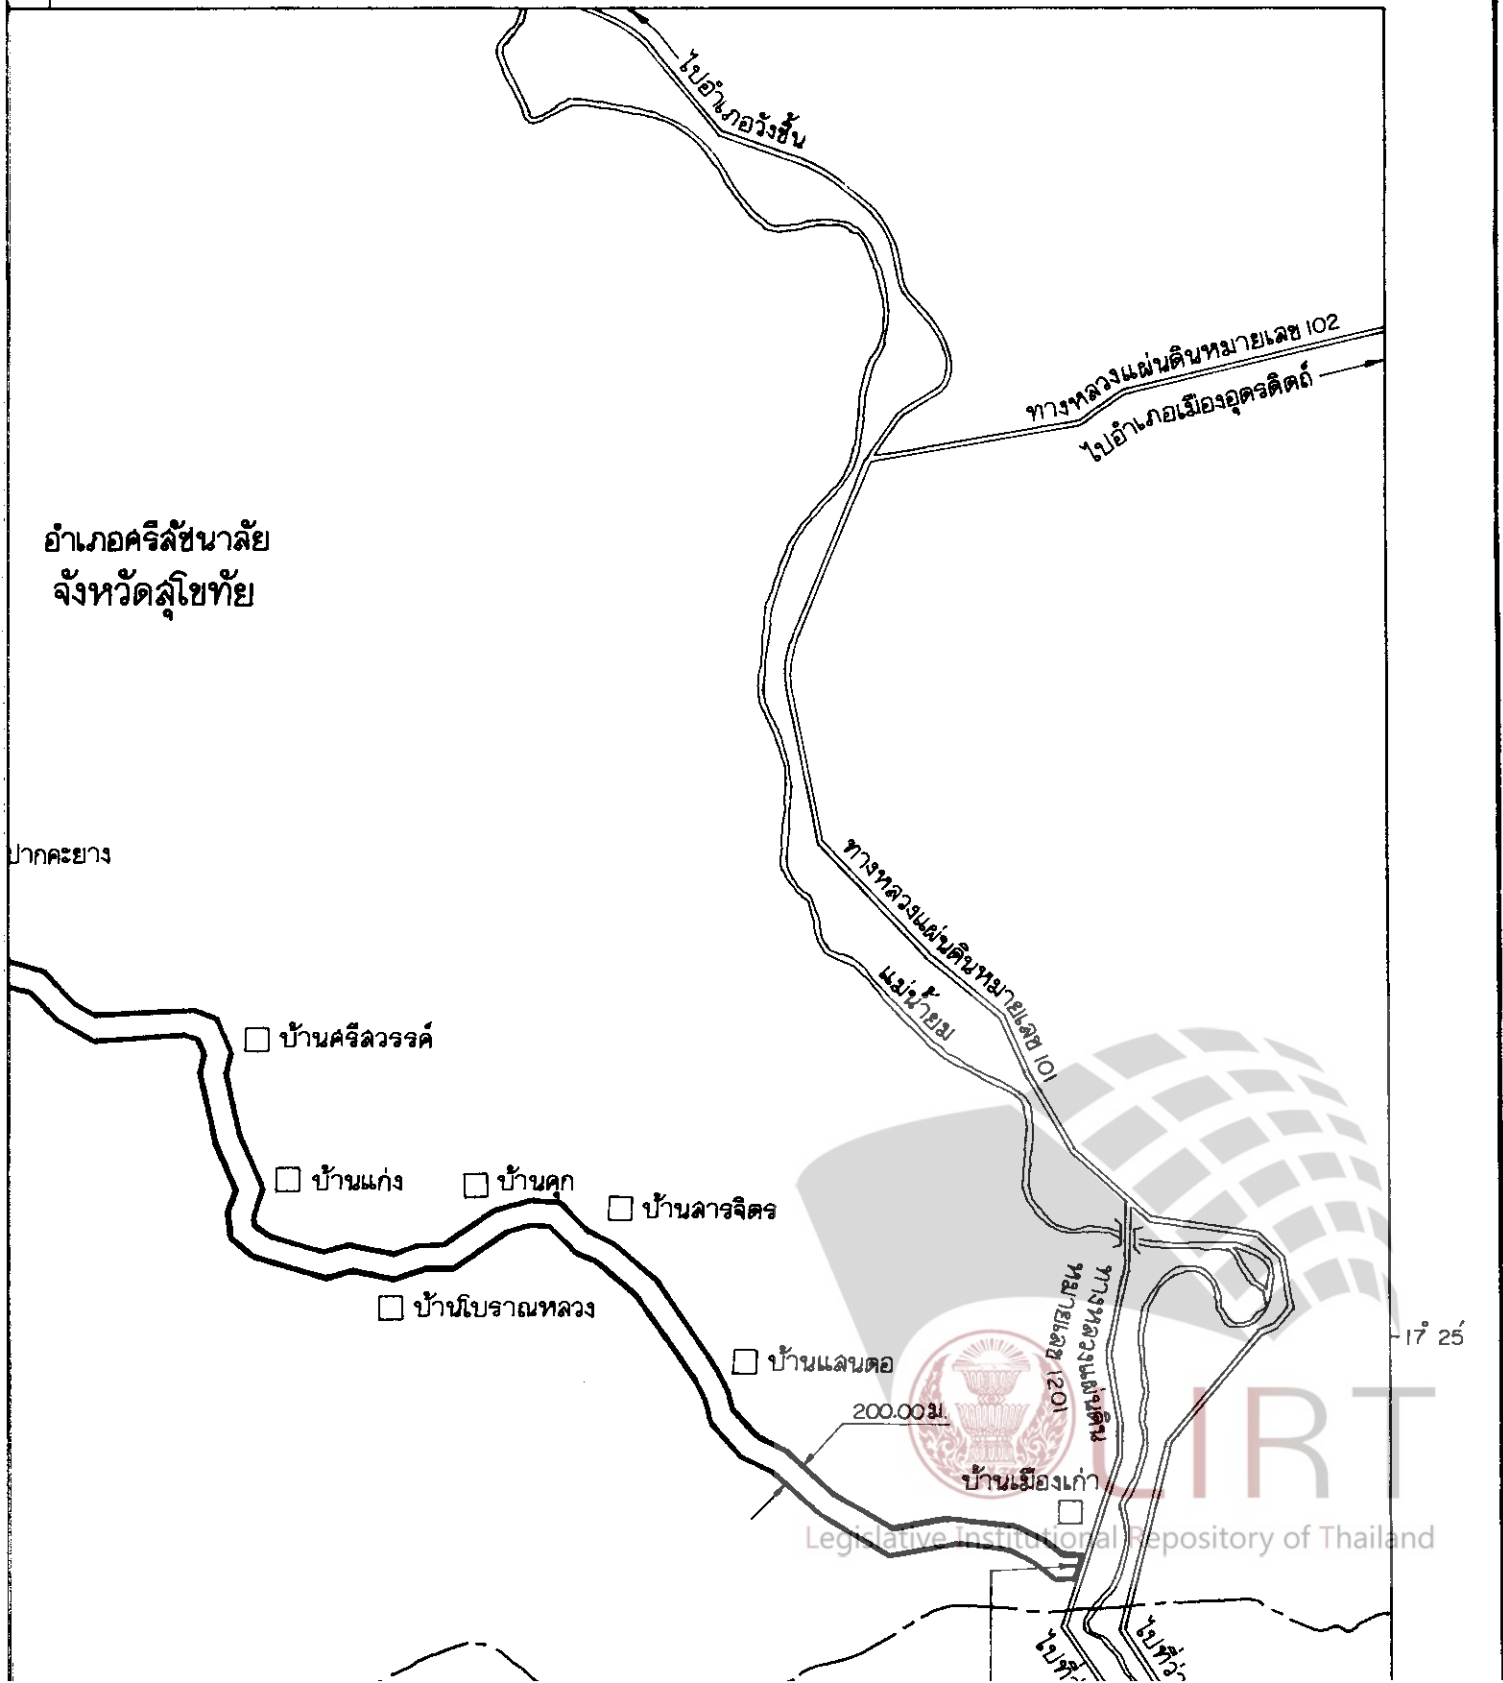 ไปอำเภอวังชิ้น
ทางหลวงแผ่นดินหมายเลข 102
ไปอำเภอเมืองอุตรดิตถ์
อำเภอศรีสัชนาลัย
จังหวัดสุโขทัย
ปากคะยาง
ทางหลวงแผ่นดินหมายเลข 101
แม่น้ำยม
บ้านศรีสวรรค์
บ้านแก่ง
บ้านคุก
บ้านสารจิตร
บ้านโบราณหลวง
ทางหลวงแผ่นดิน
หมายเลข 1201
17° 25'
บ้านแสนตอ
200.00 ม.
บ้านเมืองเก่า
LIRT
Legislative Institutional Repository of Thailand
ไปที่ว่